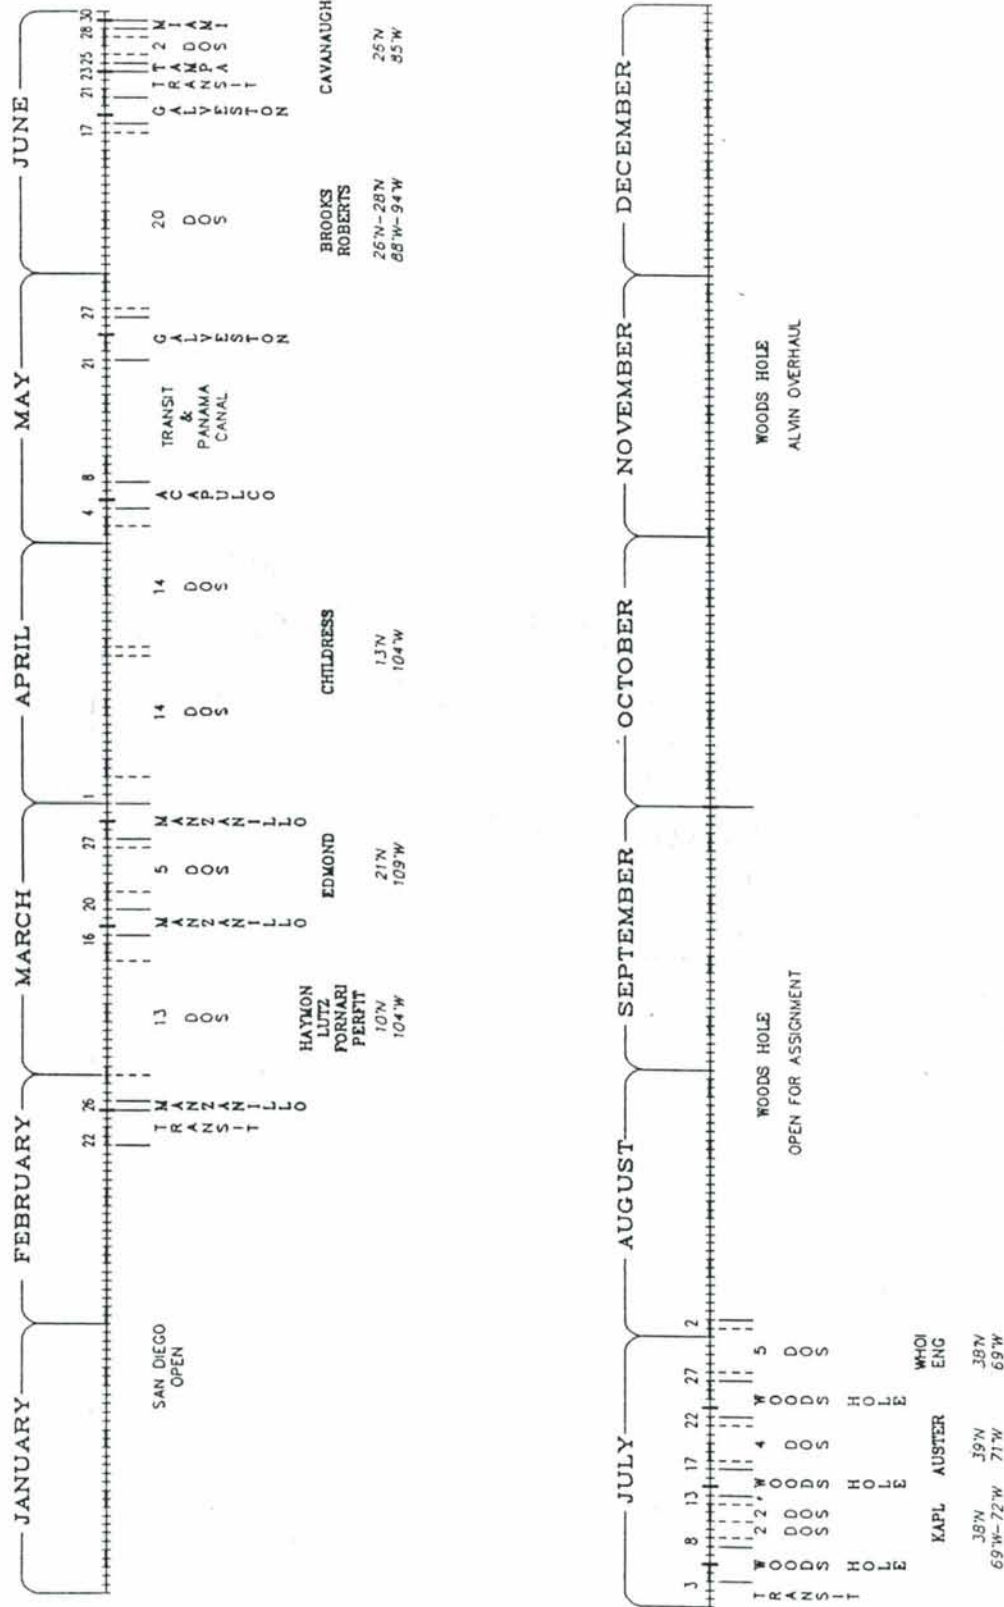 JANUARY FEBRUARY MARCH APRIL MAY JUNE
22 26 16 20 27 1 4 8 21 27 17 21 23 25 28 30
SAN DIEGO
OPEN
TRANSIT
MANZANILLO
13
DOS
HAYMON
LUTZ
FORNARI
PERFIT
10°N
104°W
MANZANILLO
5
DOS
EDMOND
21°N
109°W
MANZANILLO
14
DOS
14
DOS
CHILDRESS
13°N
104°W
ACAPULCO
TRANSIT
&
PANAMA
CANAL
GALVESTON
20
DOS
BROOKS
ROBERTS
26°N-28°N
88°W-94°W
GALVESTON
TRANSIT
TAMPA
2
DOS
MIAMI
CAVANAUGH
26°N
85°W
JULY AUGUST SEPTEMBER OCTOBER NOVEMBER DECEMBER
3 8 13 17 22 27 2
TRANSIT
WOODS HOLE
2 2
DOS DOS
KAPL
38°N
69°W-72°W
WOODS HOLE
4
DOS
AUSTER
39°N
71°W
WOODS HOLE
5
DOS
WHOI
ENG
38°N
69°W
WOODS HOLE
OPEN FOR ASSIGNMENT
WOODS HOLE
ALVIN OVERHAUL